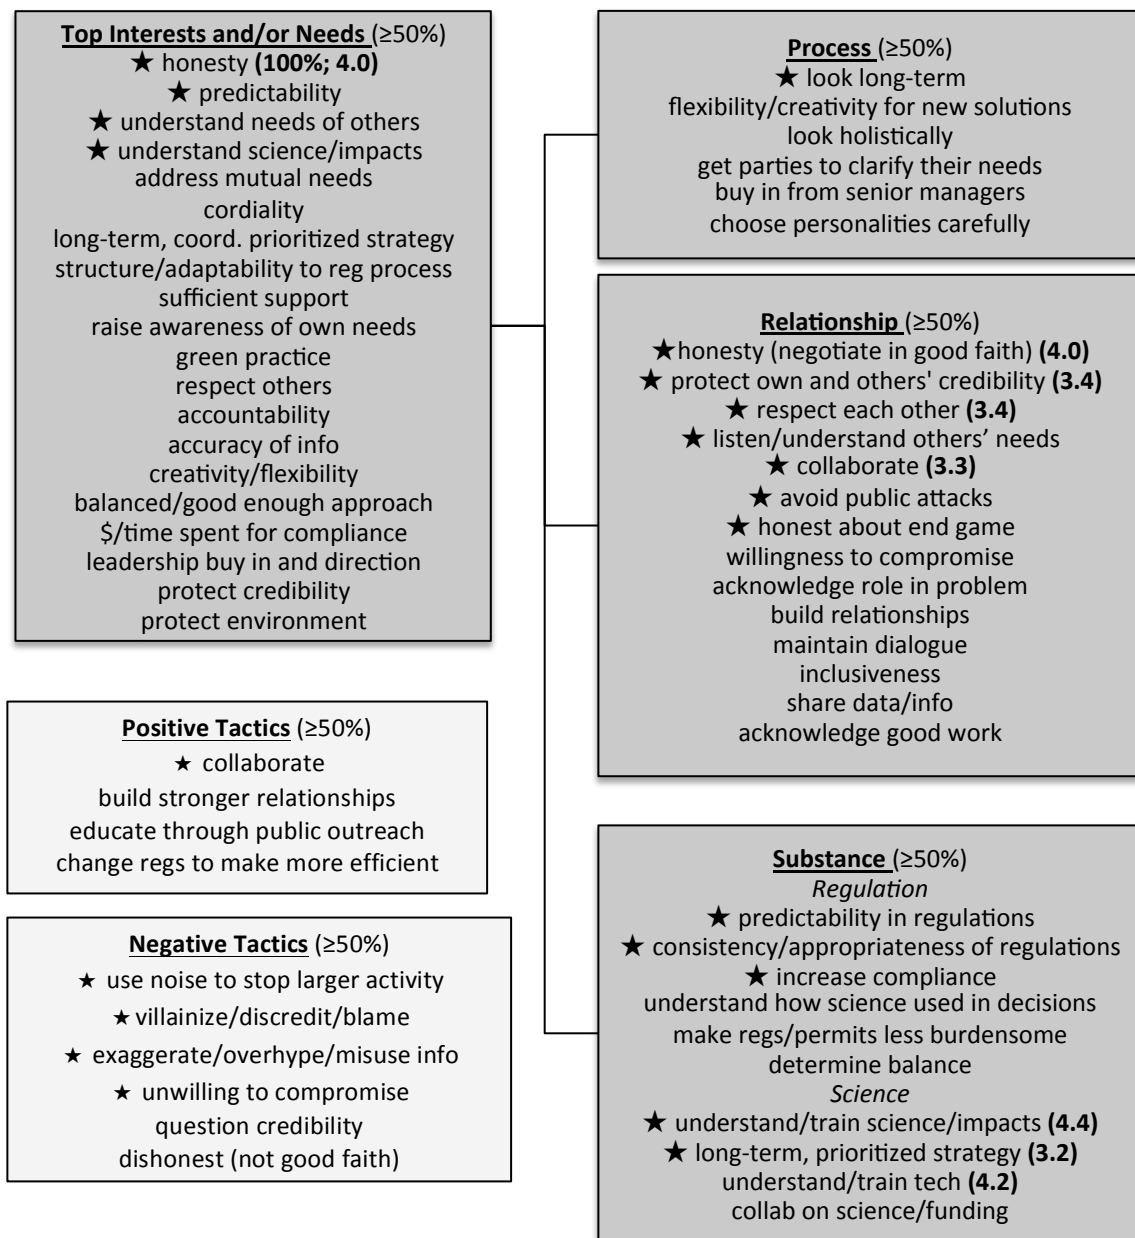 Top Interests and/or Needs (≥50%)
★ honesty (100%; 4.0)
★ predictability
★ understand needs of others
★ understand science/impacts
address mutual needs
cordiality
long-term, coord. prioritized strategy
structure/adaptability to reg process
sufficient support
raise awareness of own needs
green practice
respect others
accountability
accuracy of info
creativity/flexibility
balanced/good enough approach
$/time spent for compliance
leadership buy in and direction
protect credibility
protect environment
Positive Tactics (≥50%)
★ collaborate
build stronger relationships
educate through public outreach
change regs to make more efficient
Negative Tactics (≥50%)
★ use noise to stop larger activity
★ villainize/discredit/blame
★ exaggerate/overhype/misuse info
★ unwilling to compromise
question credibility
dishonest (not good faith)
Process (≥50%)
★ look long-term
flexibility/creativity for new solutions
look holistically
get parties to clarify their needs
buy in from senior managers
choose personalities carefully
Relationship (≥50%)
★honesty (negotiate in good faith) (4.0)
★ protect own and others' credibility (3.4)
★ respect each other (3.4)
★ listen/understand others’ needs
★ collaborate (3.3)
★ avoid public attacks
★ honest about end game
willingness to compromise
acknowledge role in problem
build relationships
maintain dialogue
inclusiveness
share data/info
acknowledge good work
Substance (≥50%)
Regulation
★ predictability in regulations
★ consistency/appropriateness of regulations
★ increase compliance
understand how science used in decisions
make regs/permits less burdensome
determine balance
Science
★ understand/train science/impacts (4.4)
★ long-term, prioritized strategy (3.2)
understand/train tech (4.2)
collab on science/funding